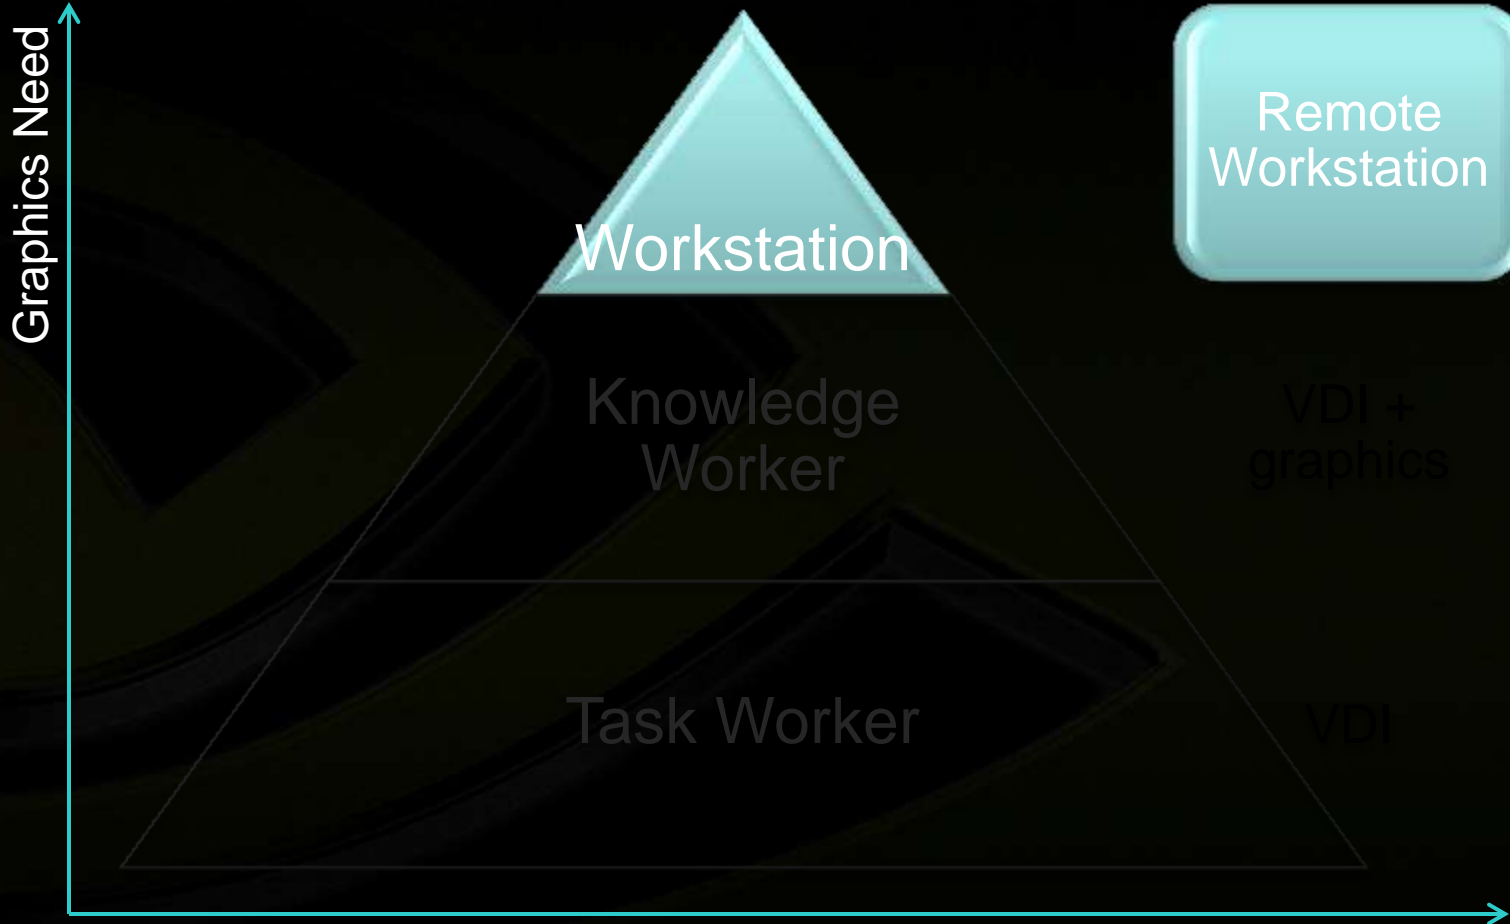 Graphics Need
Workstation
Remote
Workstation
Knowledge
Worker
VDI +
graphics
Task Worker
VDI